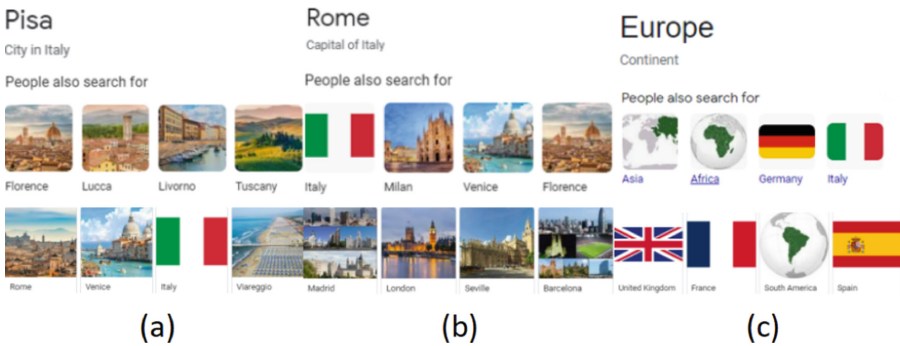 Pisa
City in Italy
People also search for
Florence Lucca Livorno Tuscany
Rome Venice Italy Viareggio
(a)
Rome
Capital of Italy
People also search for
Italy Milan Venice Florence
Madrid London Seville Barcelona
(b)
Europe
Continent
People also search for
Asia Africa Germany Italy
United Kingdom France South America Spain
(c)